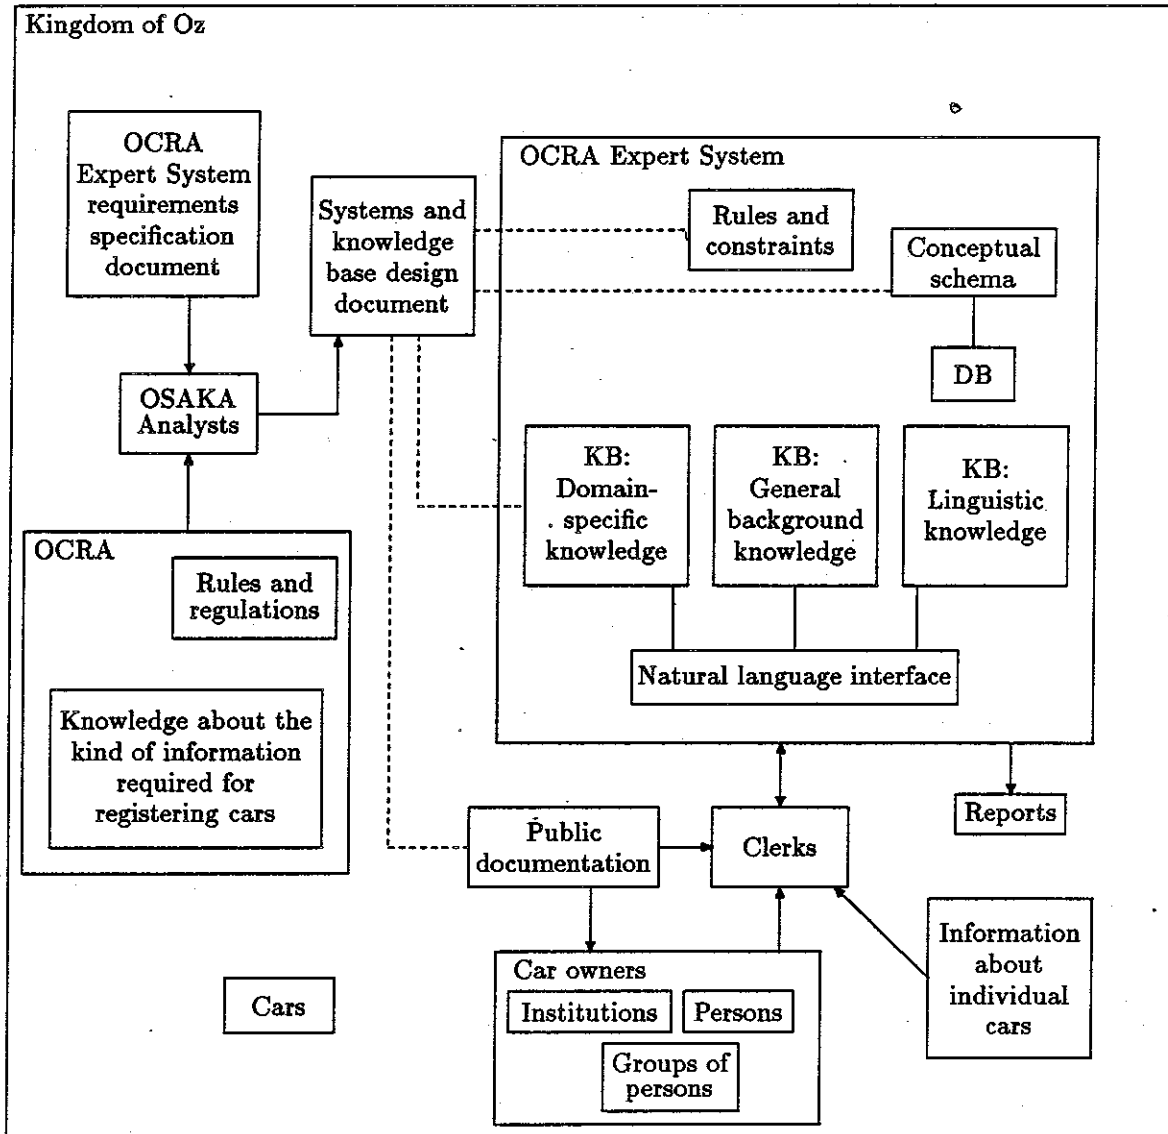 Kingdom of Oz
OCRA
Expert System
requirements
specification
document
Systems and
knowledge
base design
document
OSAKA
Analysts
OCRA
Rules and
regulations
Knowledge about the
kind of information
required for
registering cars
OCRA Expert System
Rules and
constraints
Conceptual
schema
DB
KB:
Domain-
specific
knowledge
KB:
General
background
knowledge
KB:
Linguistic
knowledge
Natural language interface
Reports
Public
documentation
Clerks
Cars
Car owners
Institutions
Persons
Groups of
persons
Information
about
individual
cars